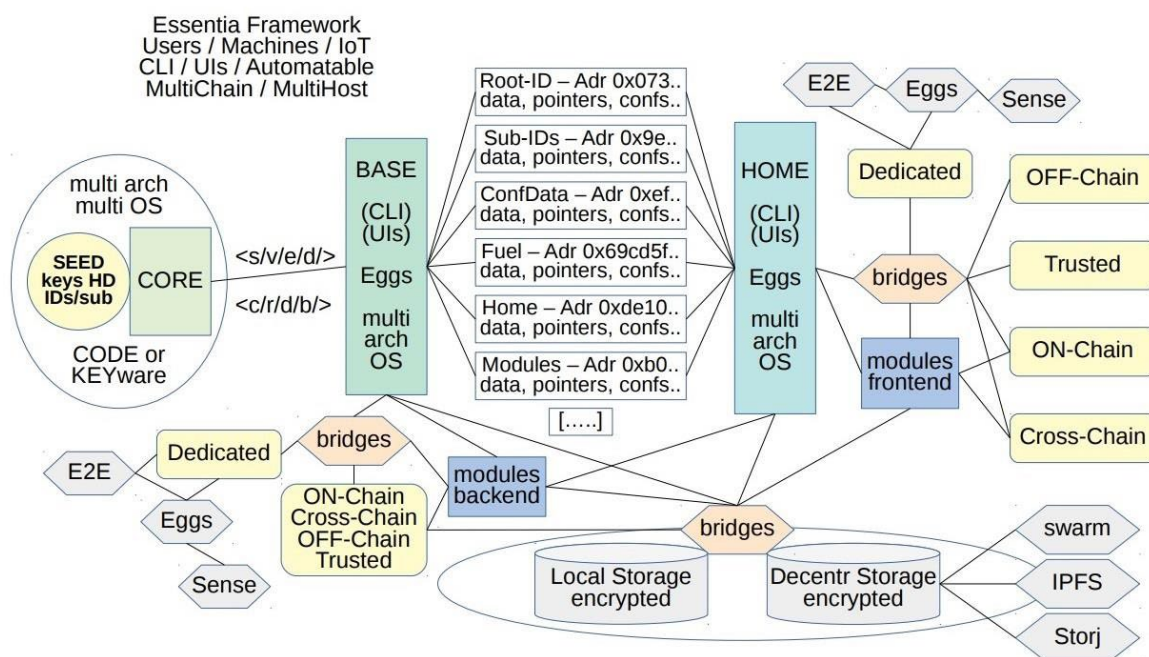 Essentia Framework
Users / Machines / IoT
CLI / UIs / Automatable
MultiChain / MultiHost
multi arch
multi OS
SEED
keys HD
IDs/sub
CORE
CODE or
KEYware
<s/v/e/d/>
<c/r/d/b/>
BASE
(CLI)
(UIs)
Eggs
multi
arch
OS
Root-ID – Adr 0x073..
data, pointers, confs..
Sub-IDs – Adr 0x9e..
data, pointers, confs..
ConfData – Adr 0xef..
data, pointers, confs..
Fuel – Adr 0x69cd5f..
data, pointers, confs..
Home – Adr 0xde10..
data, pointers, confs..
Modules – Adr 0xb0..
data, pointers, confs..
[.....]
HOME
(CLI)
(UIs)
Eggs
multi
arch
OS
E2E
Eggs
Sense
Dedicated
bridges
modules
frontend
OFF-Chain
Trusted
ON-Chain
Cross-Chain
E2E
Dedicated
Eggs
Sense
bridges
ON-Chain
Cross-Chain
OFF-Chain
Trusted
modules
backend
bridges
Local Storage
encrypted
Decentr Storage
encrypted
swarm
IPFS
Storj